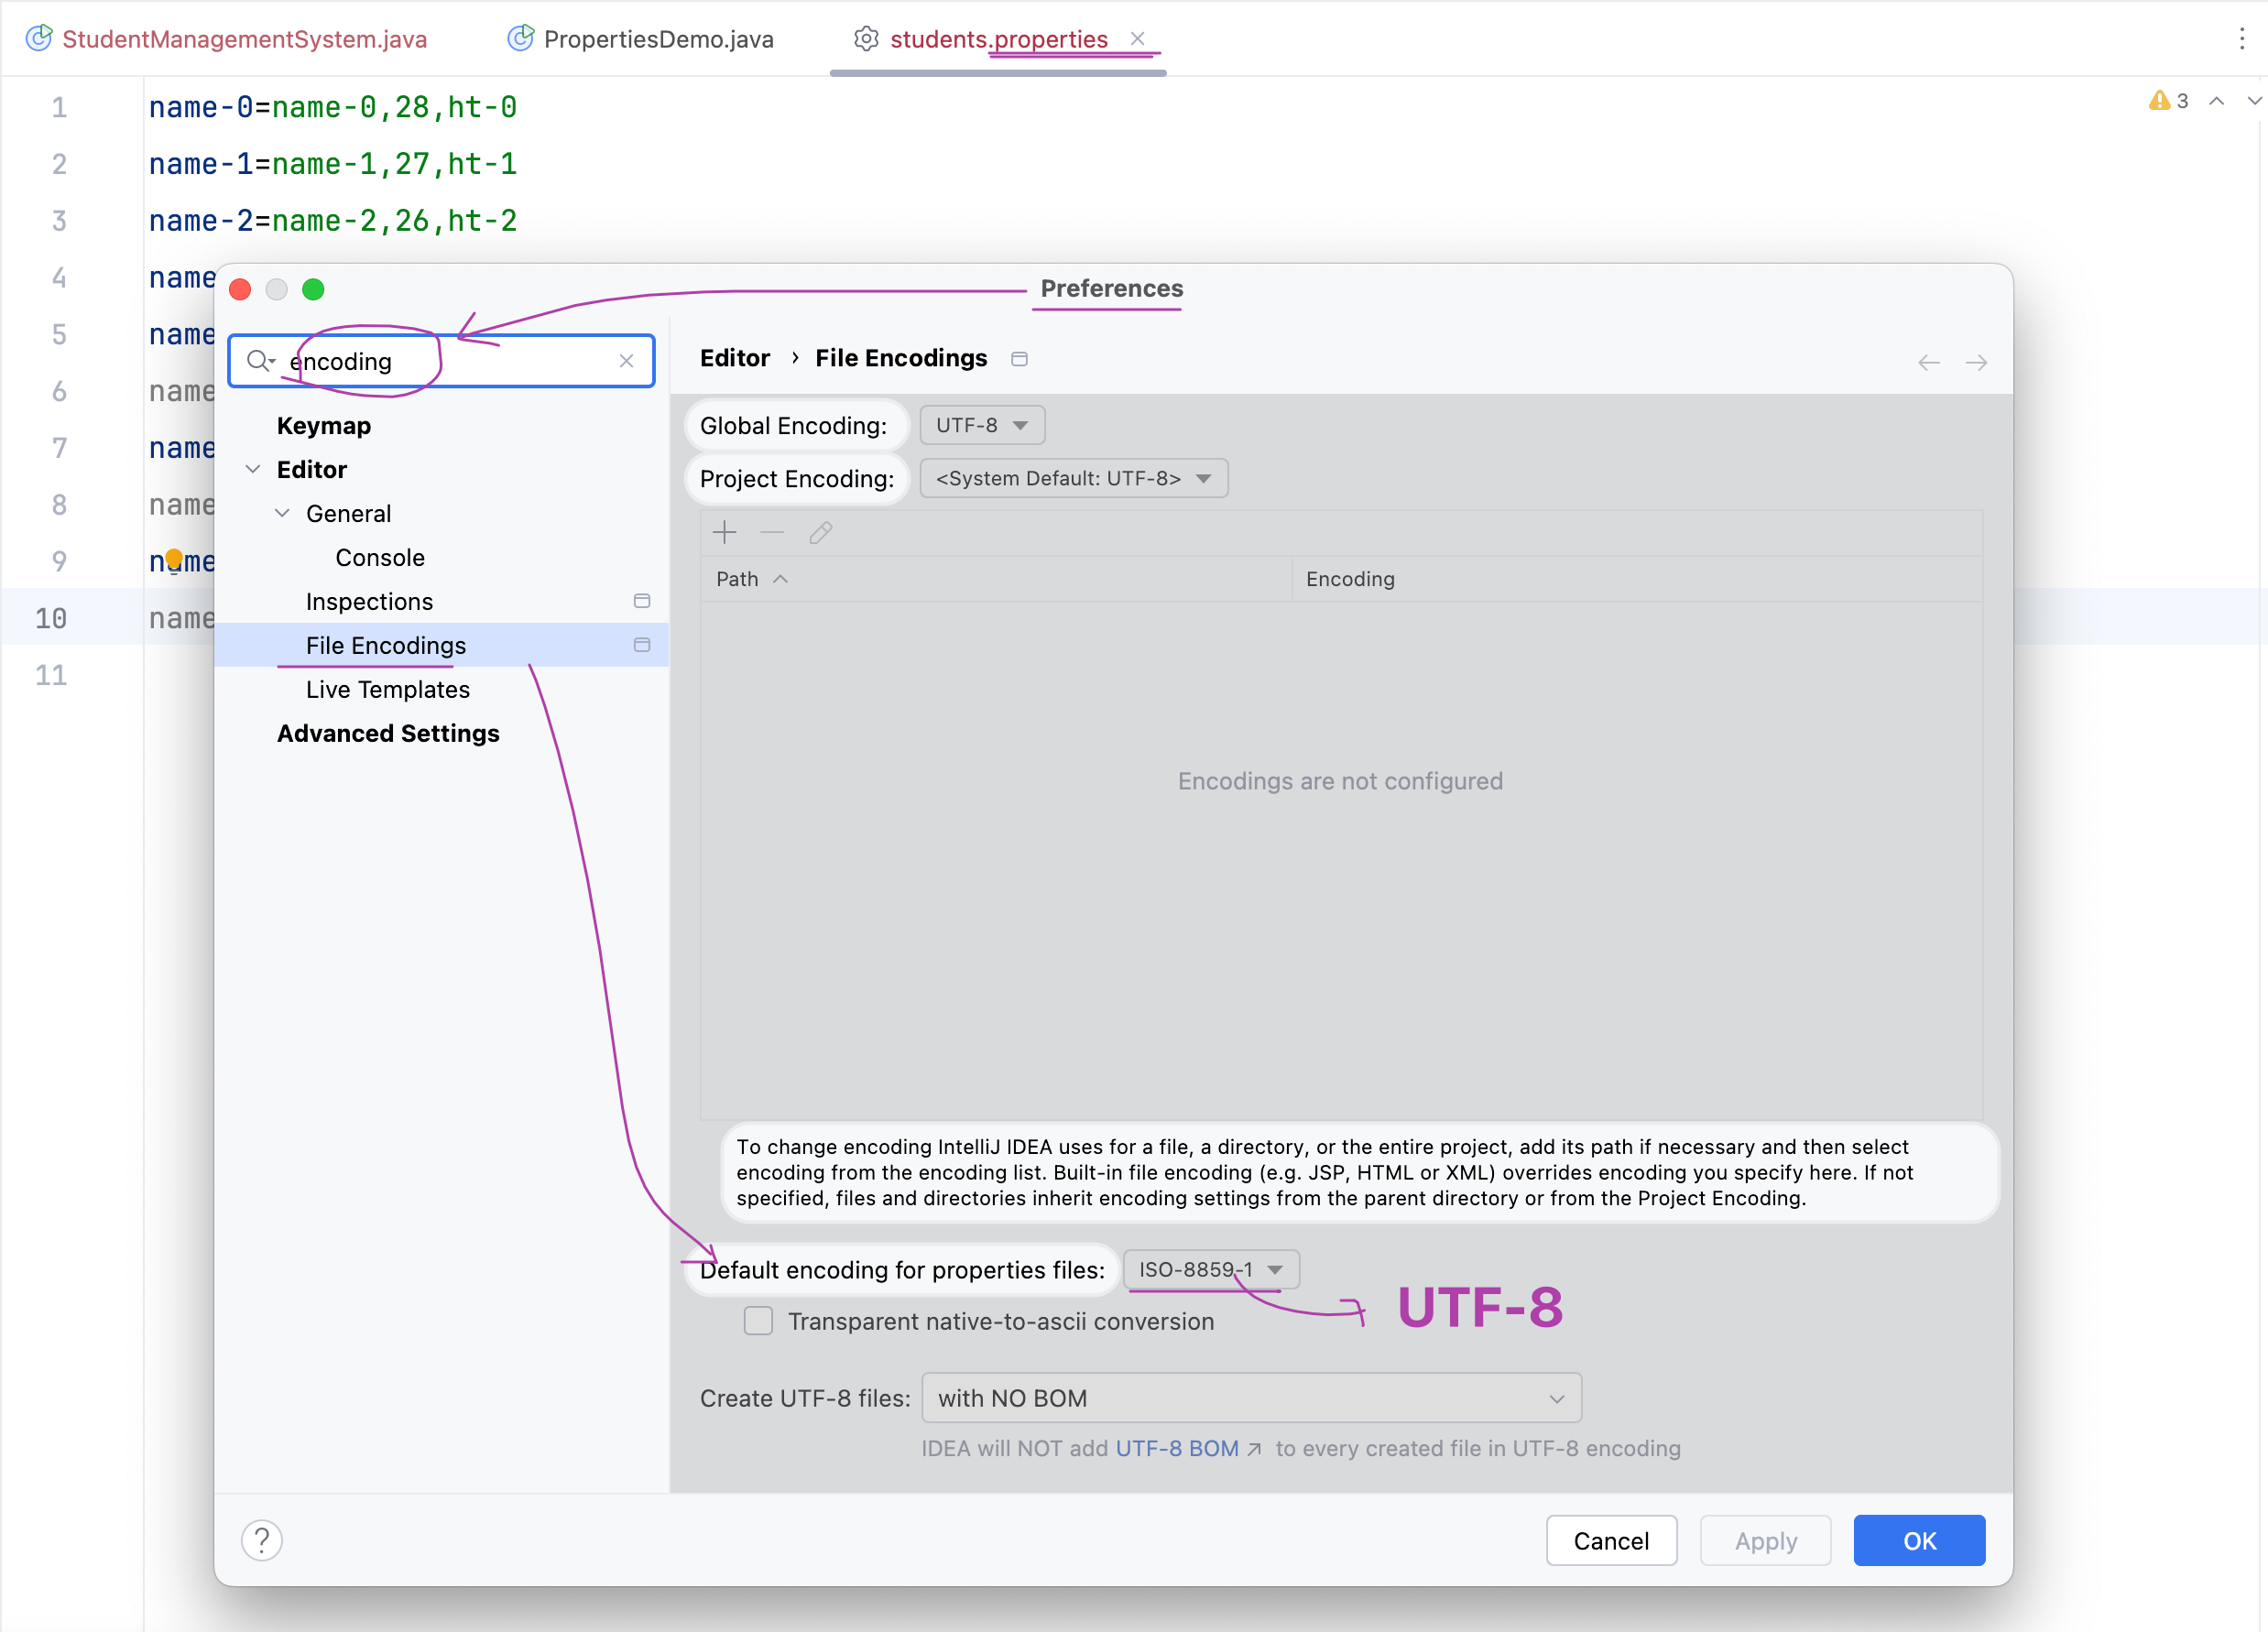 StudentManagementSystem.java PropertiesDemo.java students.properties
1 name-0=name-0,28,ht-0 3
2 name-1=name-1,27,ht-1
3 name-2=name-2,26,ht-2
4 name
5 name
6 name
7 name
8 name
9 name
10 name
11
Preferences
encoding
Keymap
Editor
General
Console
Inspections
File Encodings
Live Templates
Advanced Settings
Editor › File Encodings
Global Encoding: UTF-8
Project Encoding: <System Default: UTF-8>
Path Encoding
Encodings are not configured
To change encoding IntelliJ IDEA uses for a file, a directory, or the entire project, add its path if necessary and then select
encoding from the encoding list. Built-in file encoding (e.g. JSP, HTML or XML) overrides encoding you specify here. If not
specified, files and directories inherit encoding settings from the parent directory or from the Project Encoding.
Default encoding for properties files: ISO-8859-1
UTF-8
Transparent native-to-ascii conversion
Create UTF-8 files: with NO BOM
IDEA will NOT add UTF-8 BOM ↗ to every created file in UTF-8 encoding
? Cancel Apply OK